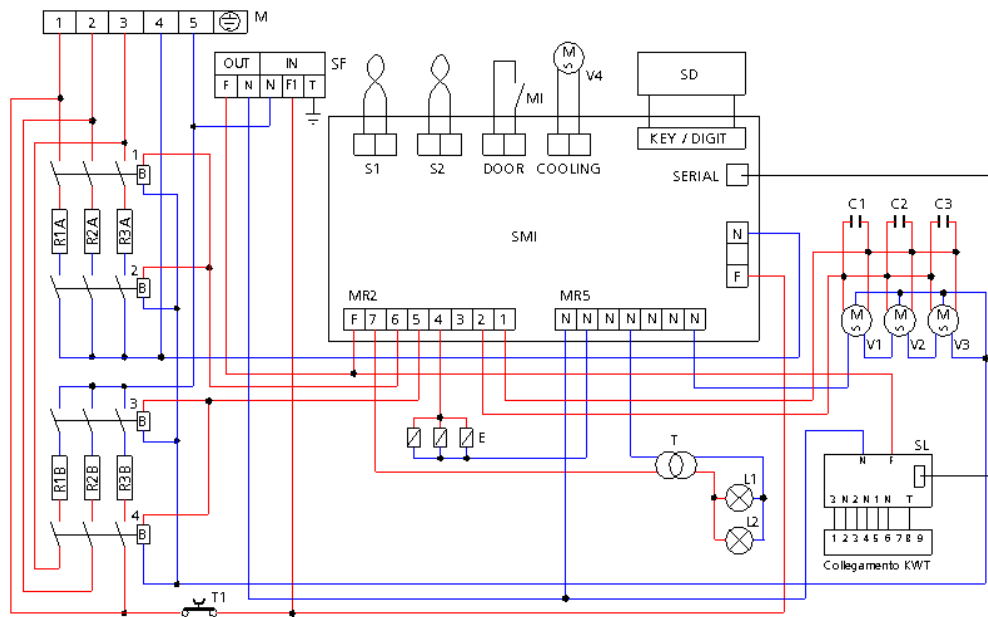 1 2 3 4 5 M
OUT IN SF
F N N F1 T
M S V4
MI
SD
KEY / DIGIT
S1 S2 DOOR COOLING
SERIAL
SMI
N
F
MR2 MR5
F 7 6 5 4 3 2 1
N N N N N N N
1 B
R1A R2A R3A
2 B
3 B
R1B R2B R3B
4 B
T1
E
T
L1
L2
C1 C2 C3
M S V1 M S V2 M S V3
N F SL
3 N 2 N 1 N T
1 2 3 4 5 6 7 8 9
Collegamento KWT